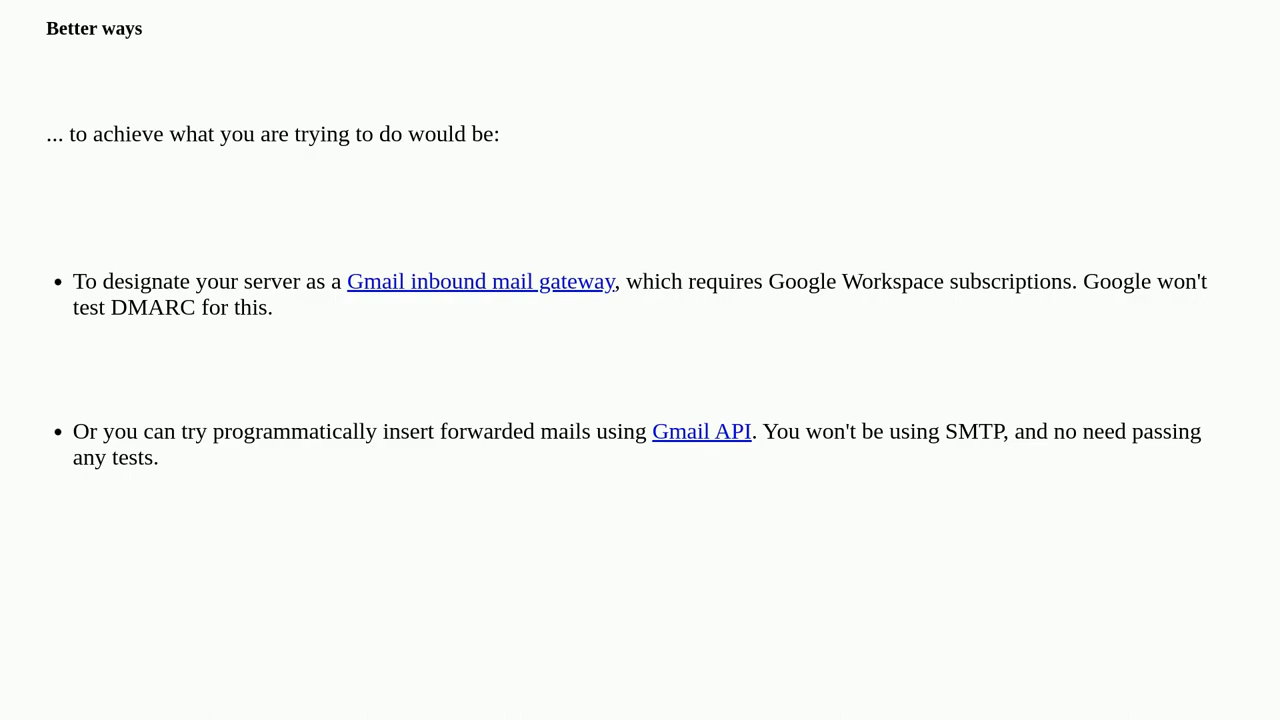 Better ways
... to achieve what you are trying to do would be:
• To designate your server as a Gmail inbound mail gateway, which requires Google Workspace subscriptions. Google won't
test DMARC for this.
• Or you can try programmatically insert forwarded mails using Gmail API. You won't be using SMTP, and no need passing
any tests.